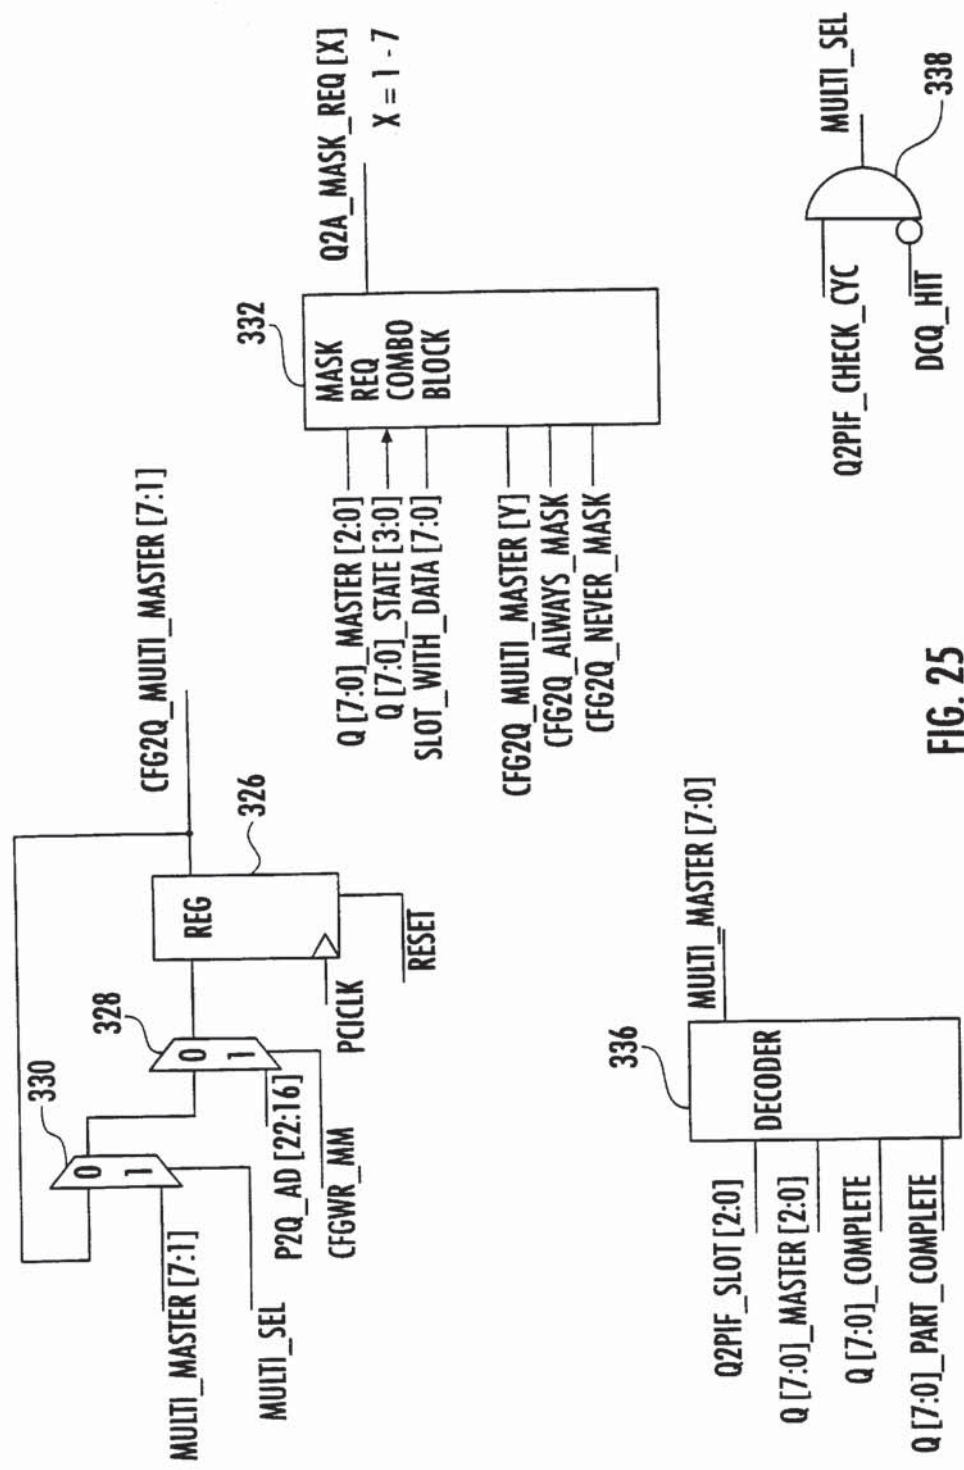 CFG2Q_MULTI_MASTER [7:1]
330
328
326
0
1
0
1
REG
MULTI_MASTER [7:1]
MULTI_SEL
P2Q_AD [22:16]
CFGWR_MM
PCICLK
RESET
332
MASK
REQ
COMBO
BLOCK
Q2A_MASK_REQ [X]
X = 1 - 7
Q [7:0]_MASTER [2:0]
Q [7:0]_STATE [3:0]
SLOT_WITH_DATA [7:0]
CFG2Q_MULTI_MASTER [Y]
CFG2Q_ALWAYS_MASK
CFG2Q_NEVER_MASK
336
DECODER
MULTI_MASTER [7:0]
Q2PIF_SLOT [2:0]
Q [7:0]_MASTER [2:0]
Q [7:0]_COMPLETE
Q [7:0]_PART_COMPLETE
Q2PIF_CHECK_CYC
DCQ_HIT
MULTI_SEL
338
FIG. 25